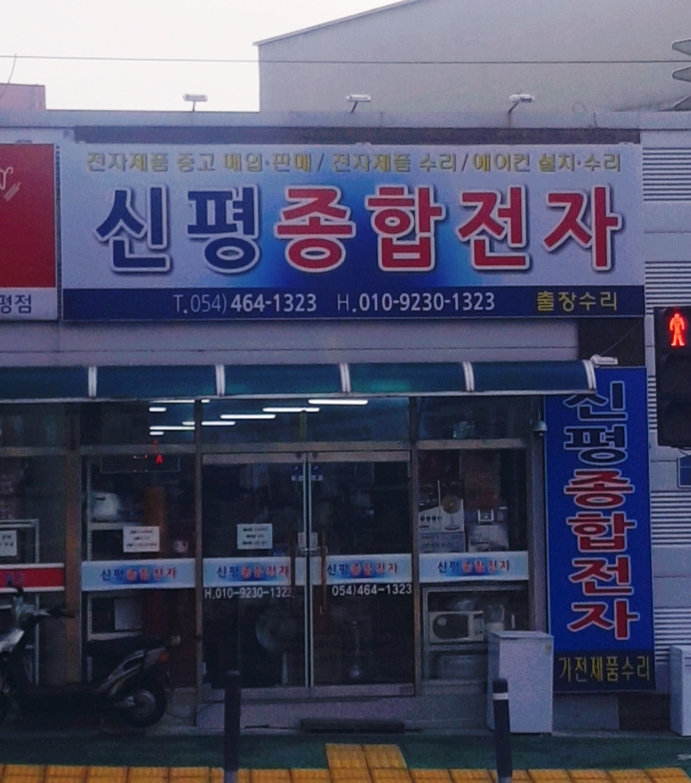 전자제품 중고 매입·판매 / 전자제품 수리 / 에어컨 설치·수리
신평종합전자
T.054) 464-1323 H.010-9230-1323 출장수리
평점
신평종합전자
가전제품수리
신평종합전자 신평종합전자 신평종합전자 신평종합전자
H.010-9230-1323 054)464-1323